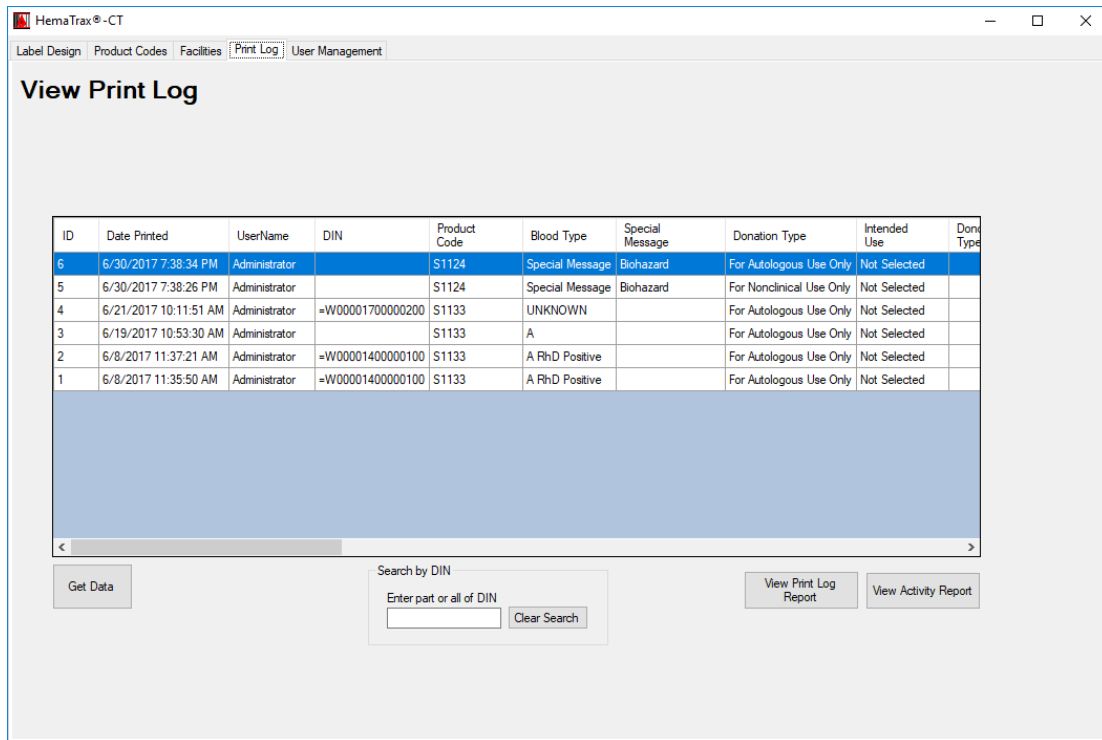 HemaTrax®-CT
Label Design Product Codes Facilities Print Log User Management
View Print Log
ID Date Printed UserName DIN Product Code Blood Type Special Message Donation Type Intended Use Dono Type
6 6/30/2017 7:38:34 PM Administrator S1124 Special Message Biohazard For Autologous Use Only Not Selected
5 6/30/2017 7:38:26 PM Administrator S1124 Special Message Biohazard For Nonclinical Use Only Not Selected
4 6/21/2017 10:11:51 AM Administrator =W00001700000200 S1133 UNKNOWN For Autologous Use Only Not Selected
3 6/19/2017 10:53:30 AM Administrator S1133 A For Autologous Use Only Not Selected
2 6/8/2017 11:37:21 AM Administrator =W00001400000100 S1133 A RhD Positive For Autologous Use Only Not Selected
1 6/8/2017 11:35:50 AM Administrator =W00001400000100 S1133 A RhD Positive For Autologous Use Only Not Selected
Get Data
Search by DIN
Enter part or all of DIN
Clear Search
View Print Log
Report
View Activity Report